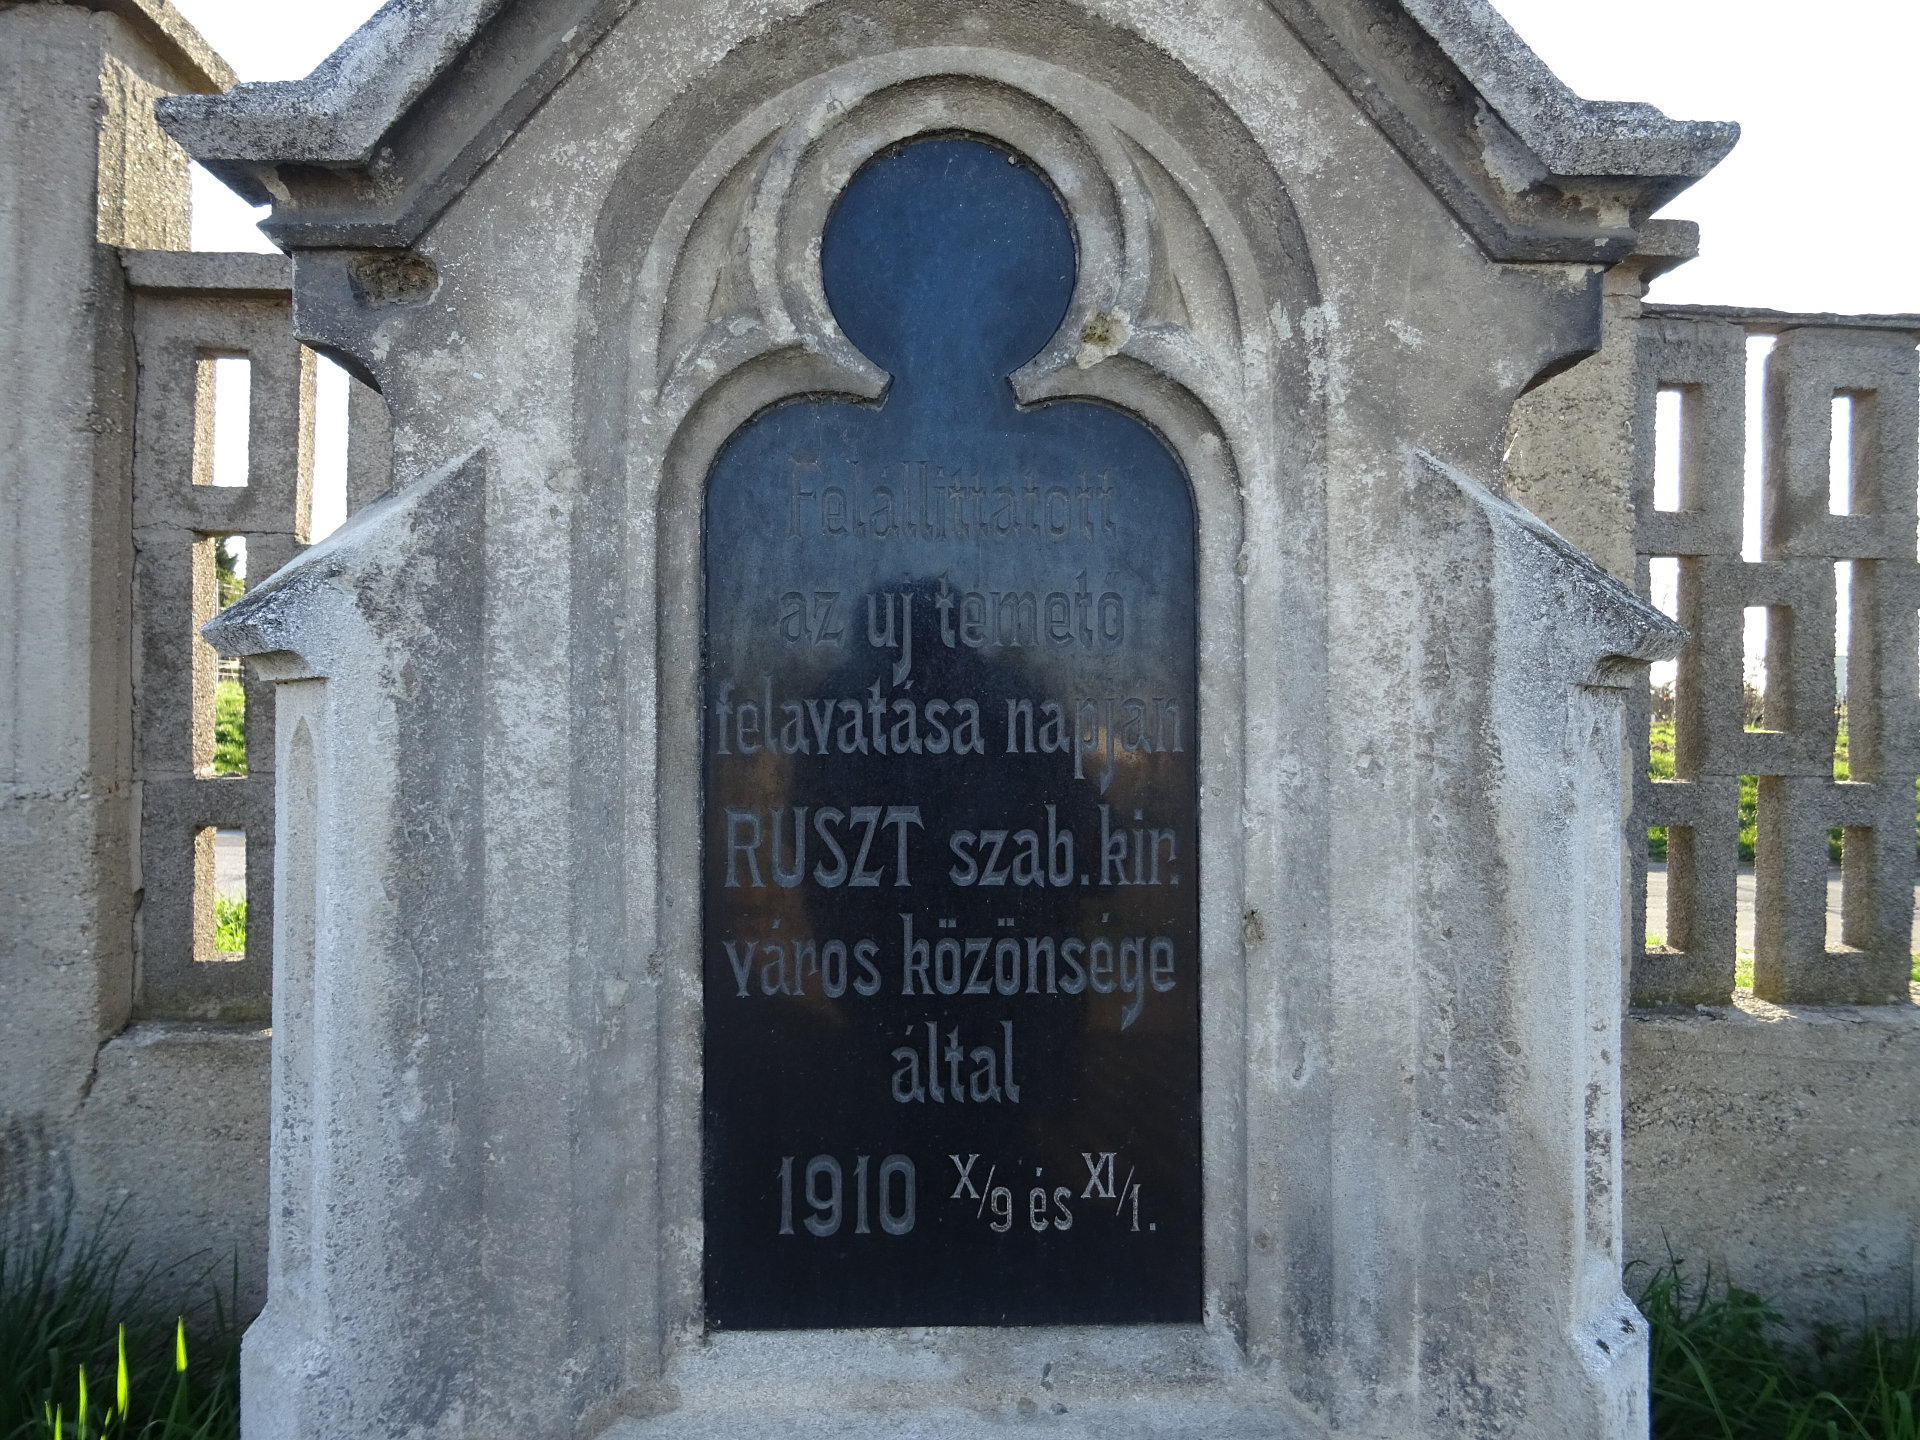 Felállíttatott
az uj temető
felavatása napján
RUSZT szab. kir.
város közönsége
által
1910 X/9 és XI/1.